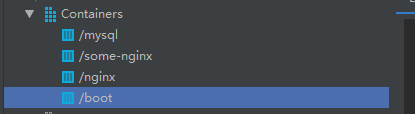 Containers
/mysql
/some-nginx
/nginx
/boot